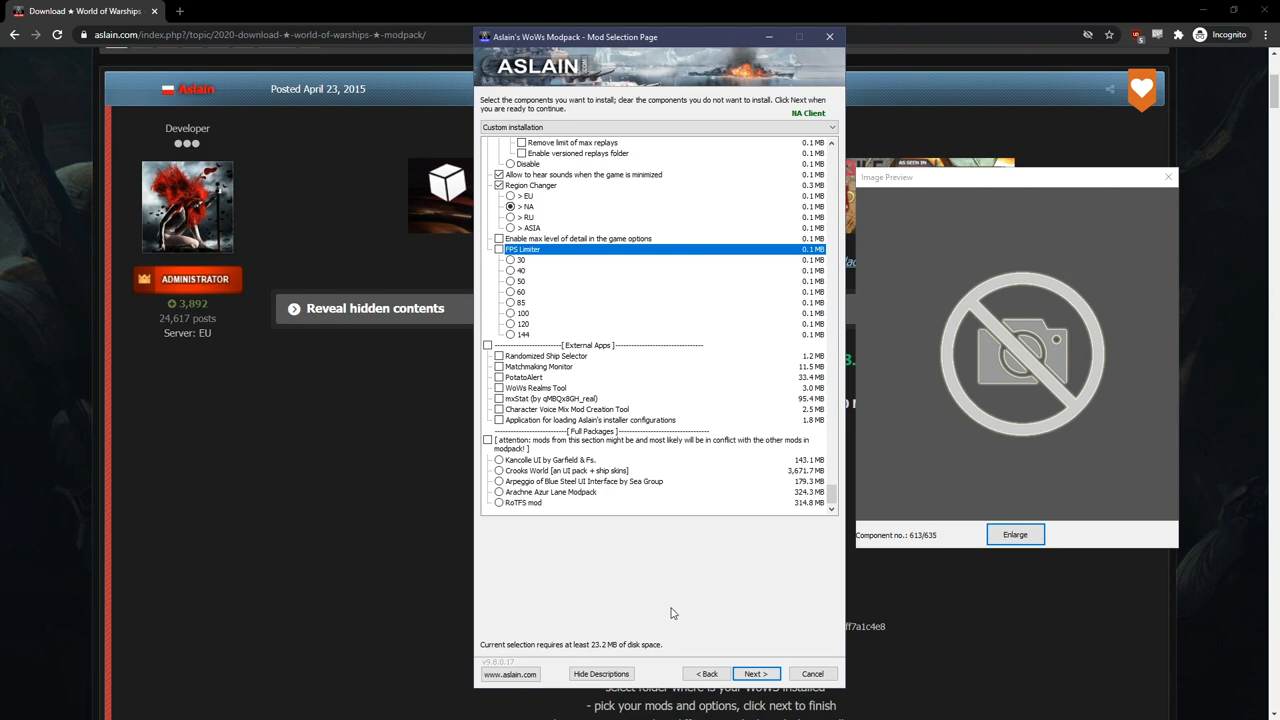 Download ★ World of Warships ★
Incognito
aslain.com/index.php?/topic/2020-download-★-world-of-warships-★-modpack/
Aslain
Posted April 23, 2015
Developer
ADMINISTRATOR
3,892
24,617 posts
Server: EU
Reveal hidden contents
Aslain's WoWs Modpack - Mod Selection Page
ASLAIN.COM
Select the components you want to install; clear the components you do not want to install. Click Next when
you are ready to continue.
NA Client
Custom installation
Remove limit of max replays 0.1 MB
Enable versioned replays folder 0.1 MB
Disable 0.1 MB
Allow to hear sounds when the game is minimized 0.1 MB
Region Changer 0.3 MB
> EU 0.1 MB
> NA 0.1 MB
> RU 0.1 MB
> ASIA 0.1 MB
Enable max level of detail in the game options 0.1 MB
FPS Limiter 0.1 MB
30 0.1 MB
40 0.1 MB
50 0.1 MB
60 0.1 MB
85 0.1 MB
100 0.1 MB
120 0.1 MB
144 0.1 MB
-------------------------[ External Apps ]--------------------------------
Randomized Ship Selector 1.2 MB
Matchmaking Monitor 11.5 MB
PotatoAlert 33.4 MB
WoWs Realms Tool 3.0 MB
mxStat (by qMBQx8GH_real) 95.4 MB
Character Voice Mix Mod Creation Tool 2.5 MB
Application for loading Aslain's installer configurations 1.8 MB
---------------------------[ Full Packages ]---------------------------------
[ attention: mods from this section might be and most likely will be in conflict with the other mods in
modpack! ]
Kancolle UI by Garfield & Fs. 143.1 MB
Crooks World [an UI pack + ship skins] 3,671.7 MB
Arpeggio of Blue Steel UI Interface by Sea Group 179.3 MB
Arachne Azur Lane Modpack 324.3 MB
RoTFS mod 314.8 MB
Current selection requires at least 23.2 MB of disk space.
v9.8.0.17
www.aslain.com
Hide Descriptions
< Back
Next >
Cancel
AS SEEN IN
Image Preview
Component no.: 613/635
Enlarge
ff7a1c4e8
- pick your mods and options, click next to finish